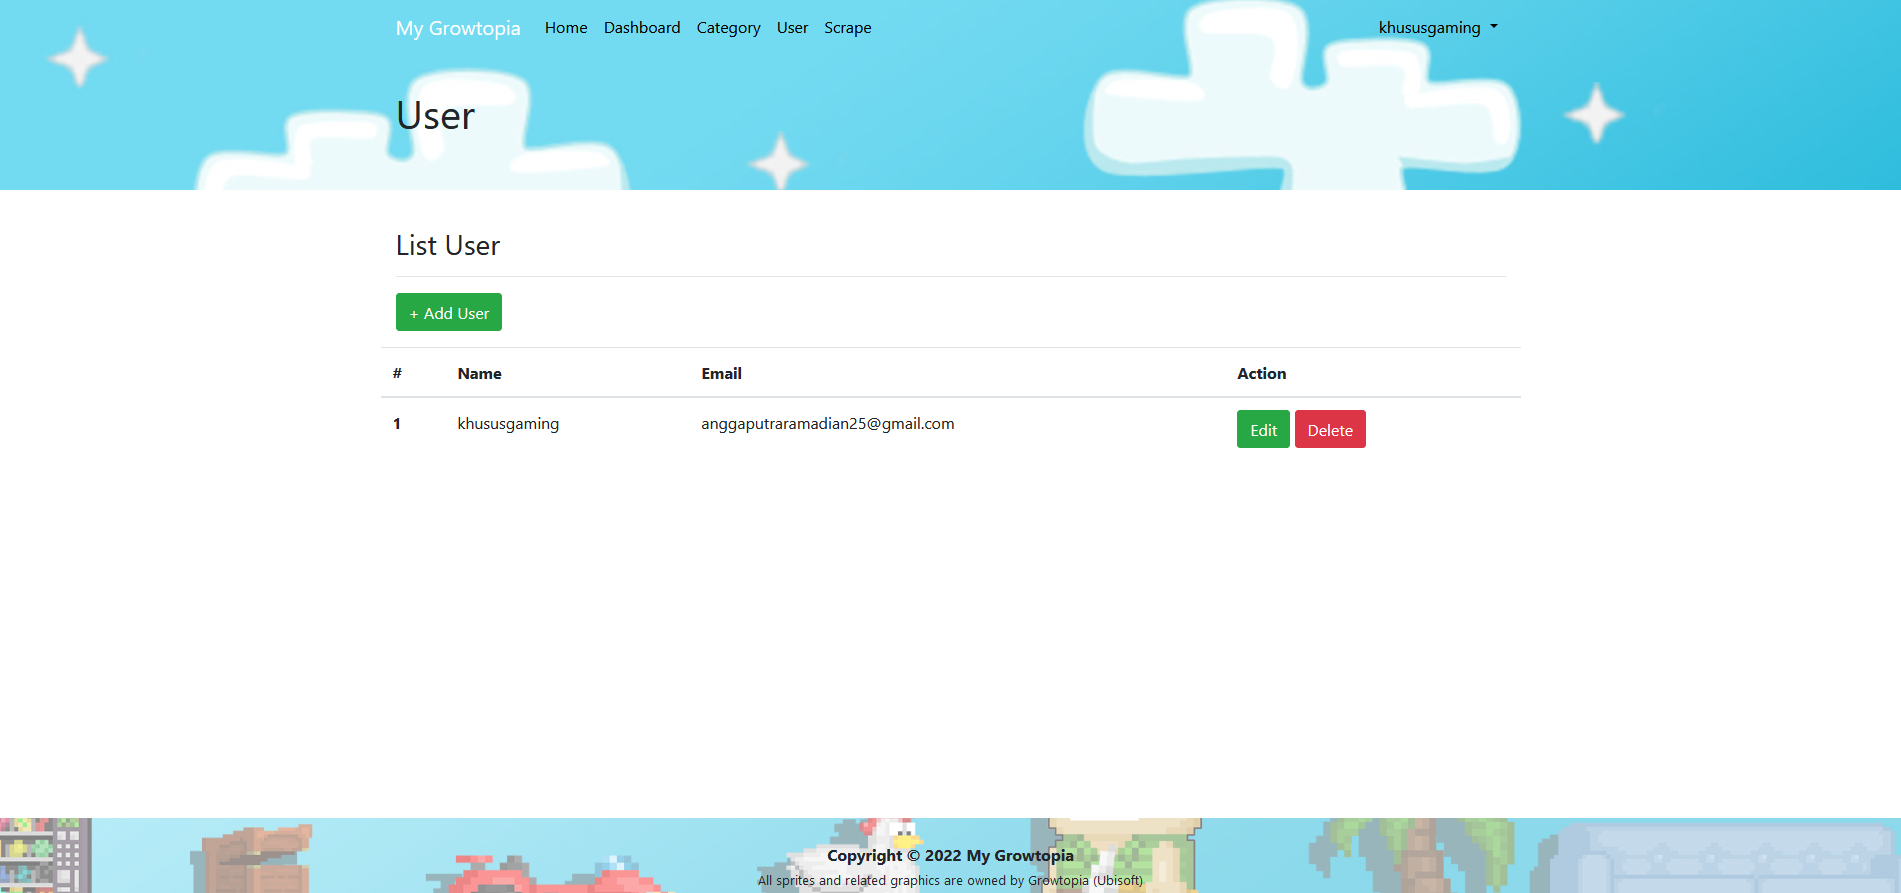 My Growtopia Home Dashboard Category User Scrape khususgaming
User
List User
+ Add User
# Name Email Action
1 khususgaming anggaputraramadian25@gmail.com Edit Delete
Copyright © 2022 My Growtopia
All sprites and related graphics are owned by Growtopia (Ubisoft)